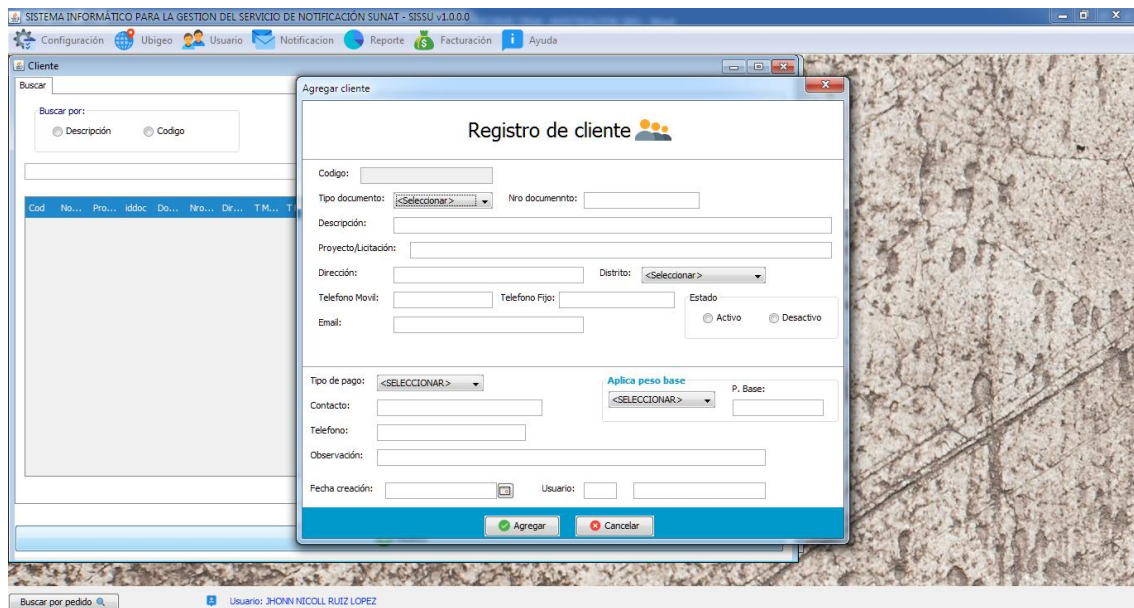 SISTEMA INFORMÁTICO PARA LA GESTION DEL SERVICIO DE NOTIFICACIÓN SUNAT - SISSU v1.0.0.0
Configuración Ubigeo Usuario Notificacion Reporte Facturación Ayuda
Cliente
Buscar
Buscar por:
Descripción Codigo
Cod No... Pro... iddoc Do... Nro... Dir... T M... T
Agregar cliente
Registro de cliente
Codigo:
Tipo documento: <Seleccionar> Nro documennto:
Descripción:
Proyecto/Licitación:
Dirección: Distrito: <Seleccionar>
Telefono Movil: Telefono Fijo: Estado
Activo Desactivo
Email:
Tipo de pago: <SELECCIONAR> Aplica peso base
<SELECCIONAR> P. Base:
Contacto:
Telefono:
Observación:
Fecha creación: Usuario:
Agregar Cancelar
Buscar por pedido Usuario: JHONN NICOLL RUIZ LOPEZ